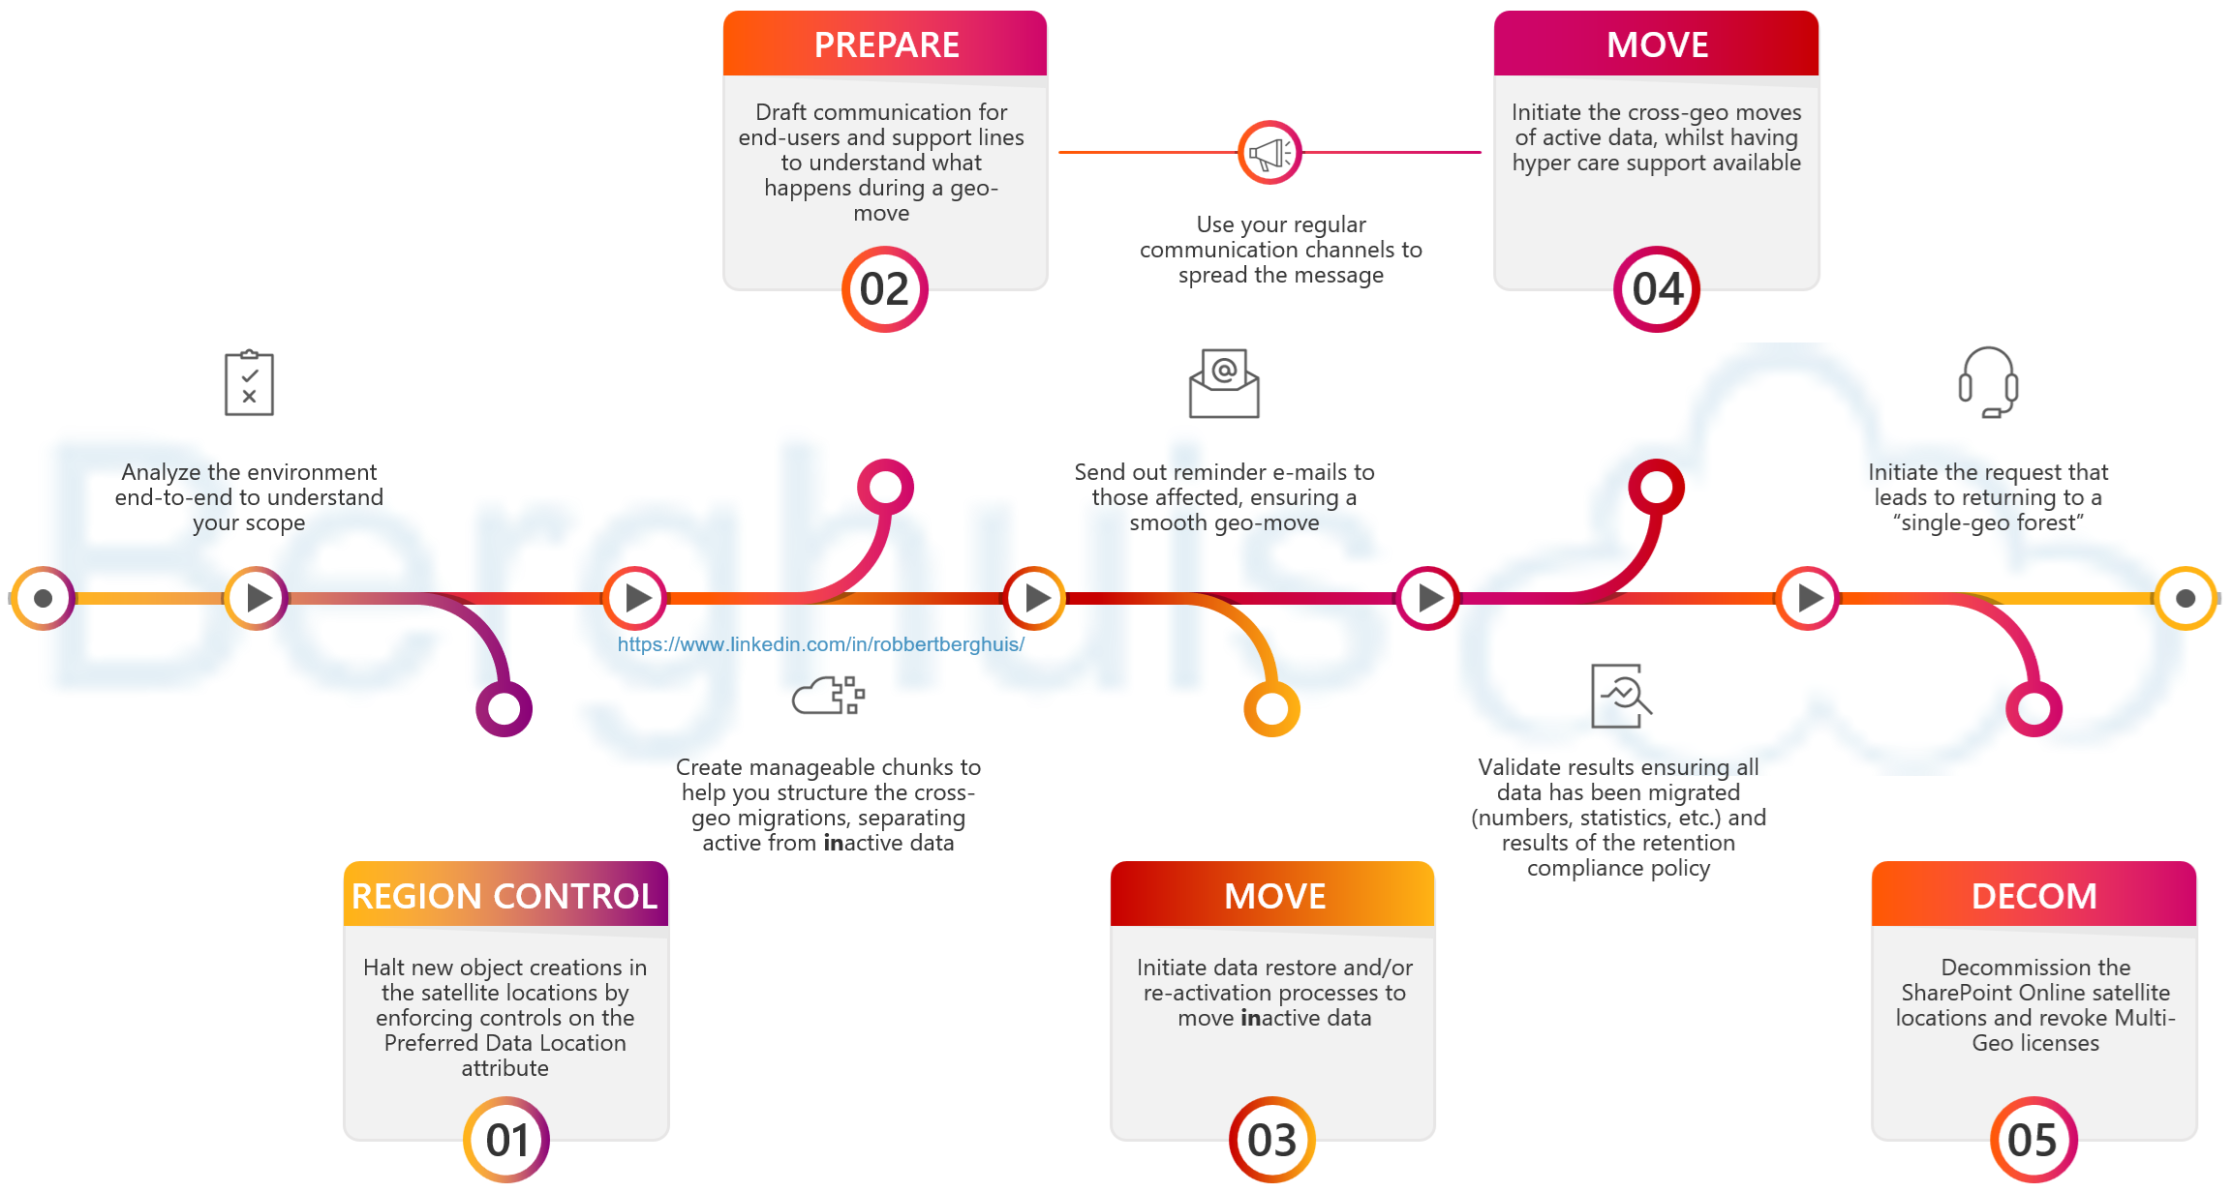 PREPARE
Draft communication for
end-users and support lines
to understand what
happens during a geo-
move
02
Use your regular
communication channels to
spread the message
MOVE
Initiate the cross-geo moves
of active data, whilst having
hyper care support available
04
Analyze the environment
end-to-end to understand
your scope
@
Send out reminder e-mails to
those affected, ensuring a
smooth geo-move
Initiate the request that
leads to returning to a
“single-geo forest”
Berghuis
https://www.linkedin.com/in/robbertberghuis/
Create manageable chunks to
help you structure the cross-
geo migrations, separating
active from inactive data
Validate results ensuring all
data has been migrated
(numbers, statistics, etc.) and
results of the retention
compliance policy
REGION CONTROL
Halt new object creations in
the satellite locations by
enforcing controls on the
Preferred Data Location
attribute
01
MOVE
Initiate data restore and/or
re-activation processes to
move inactive data
03
DECOM
Decommission the
SharePoint Online satellite
locations and revoke Multi-
Geo licenses
05